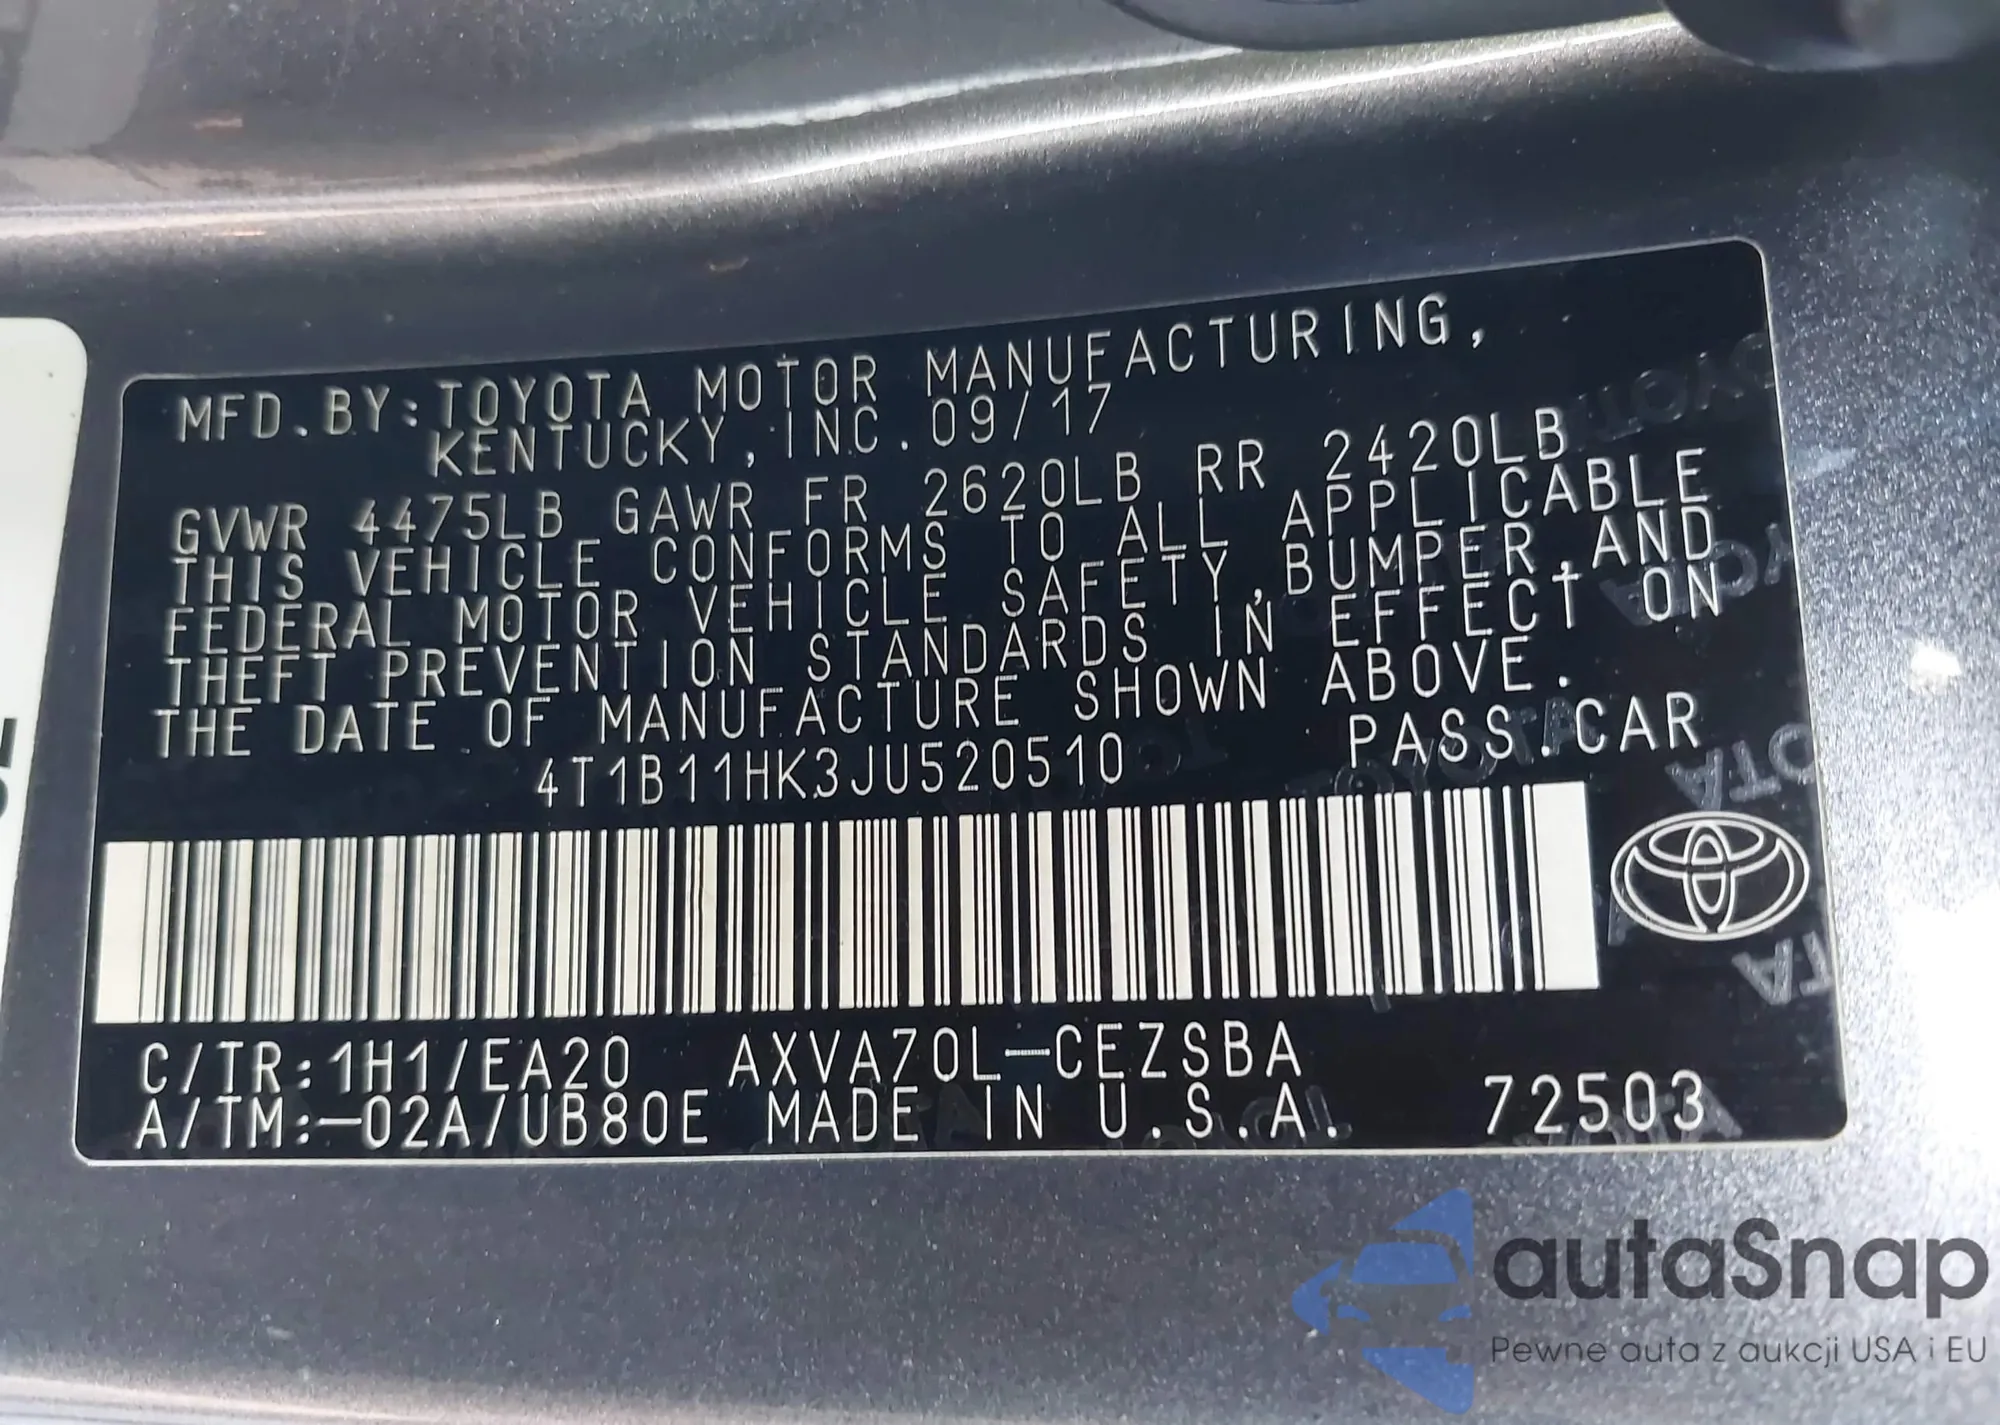 MFD. BY: TOYOTA MOTOR MANUFACTURING,
KENTUCKY, INC. 09/17
GVWR 4475LB GAWR FR 2620LB RR 2420LB
THIS VEHICLE CONFORMS TO ALL APPLICABLE
FEDERAL MOTOR VEHICLE SAFETY, BUMPER, AND
THEFT PREVENTION STANDARDS IN EFFECT ON
THE DATE OF MANUFACTURE SHOWN ABOVE.
4T1B11HK3JU520510 PASS. CAR
C/TR:1H1/EA20 AXVA70L-CEZSBA
A/TM:-02A/UB80E MADE IN U.S.A. 72503
autaSnap
Pewne auta z aukcji USA i EU